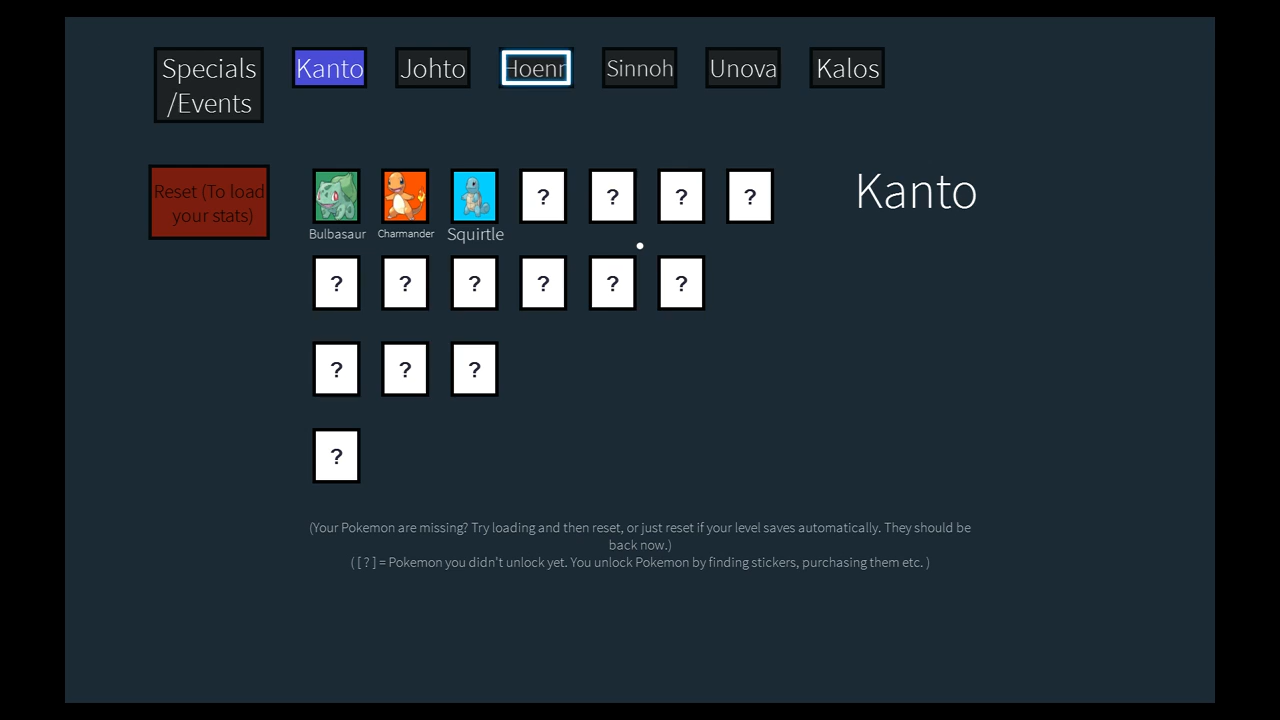 Specials
/Events
Kanto
Johto
Hoenn
Sinnoh
Unova
Kalos
Reset (To load
your stats)
? ? ? ?
Kanto
Bulbasaur
Charmander
Squirtle
? ? ? ? ? ?
? ? ?
?
(Your Pokemon are missing? Try loading and then reset, or just reset if your level saves automatically. They should be
back now.)
( [ ? ] = Pokemon you didn't unlock yet. You unlock Pokemon by finding stickers, purchasing them etc. )